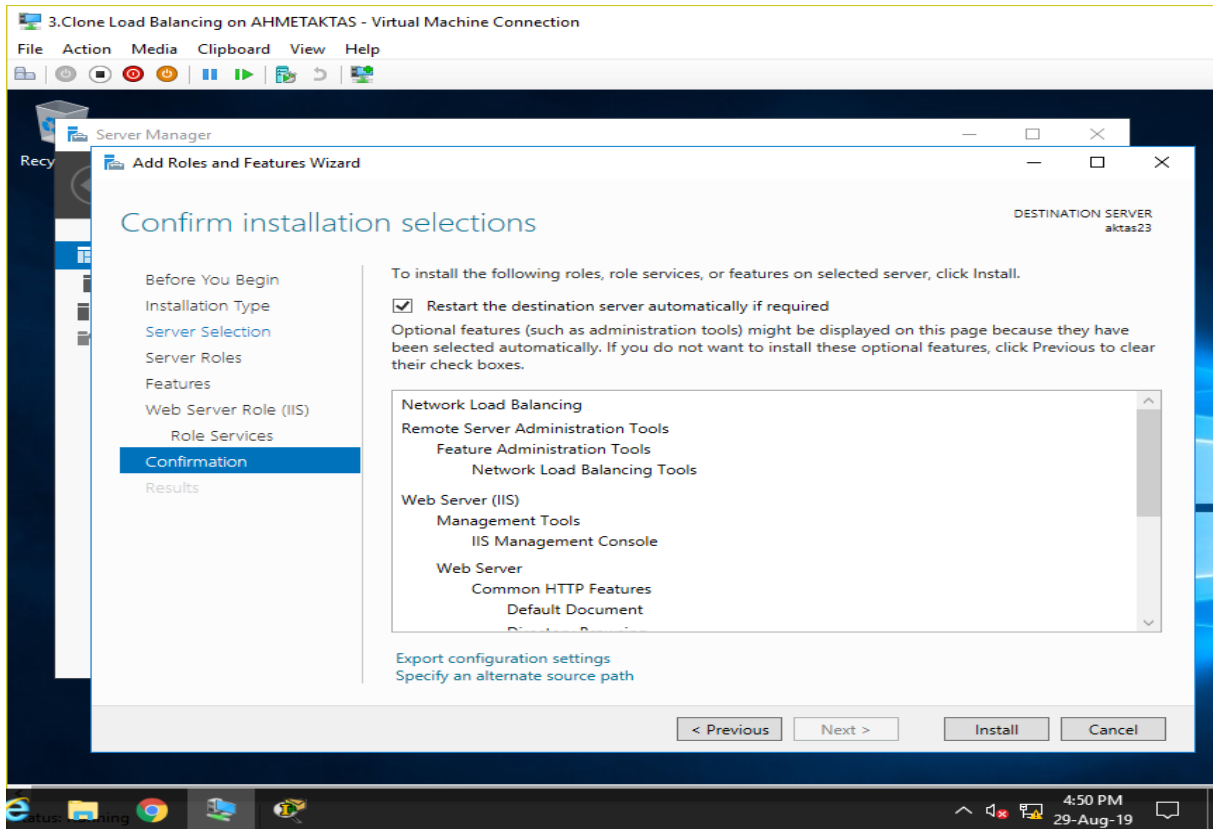 3.Clone Load Balancing on AHMETAKTAS - Virtual Machine Connection
File Action Media Clipboard View Help
Server Manager
Recy
Add Roles and Features Wizard
Confirm installation selections
DESTINATION SERVER
aktas23
Before You Begin
Installation Type
Server Selection
Server Roles
Features
Web Server Role (IIS)
Role Services
Confirmation
Results
To install the following roles, role services, or features on selected server, click Install.
Restart the destination server automatically if required
Optional features (such as administration tools) might be displayed on this page because they have
been selected automatically. If you do not want to install these optional features, click Previous to clear
their check boxes.
Network Load Balancing
Remote Server Administration Tools
Feature Administration Tools
Network Load Balancing Tools
Web Server (IIS)
Management Tools
IIS Management Console
Web Server
Common HTTP Features
Default Document
Export configuration settings
Specify an alternate source path
< Previous
Next >
Install
Cancel
4:50 PM
29-Aug-19